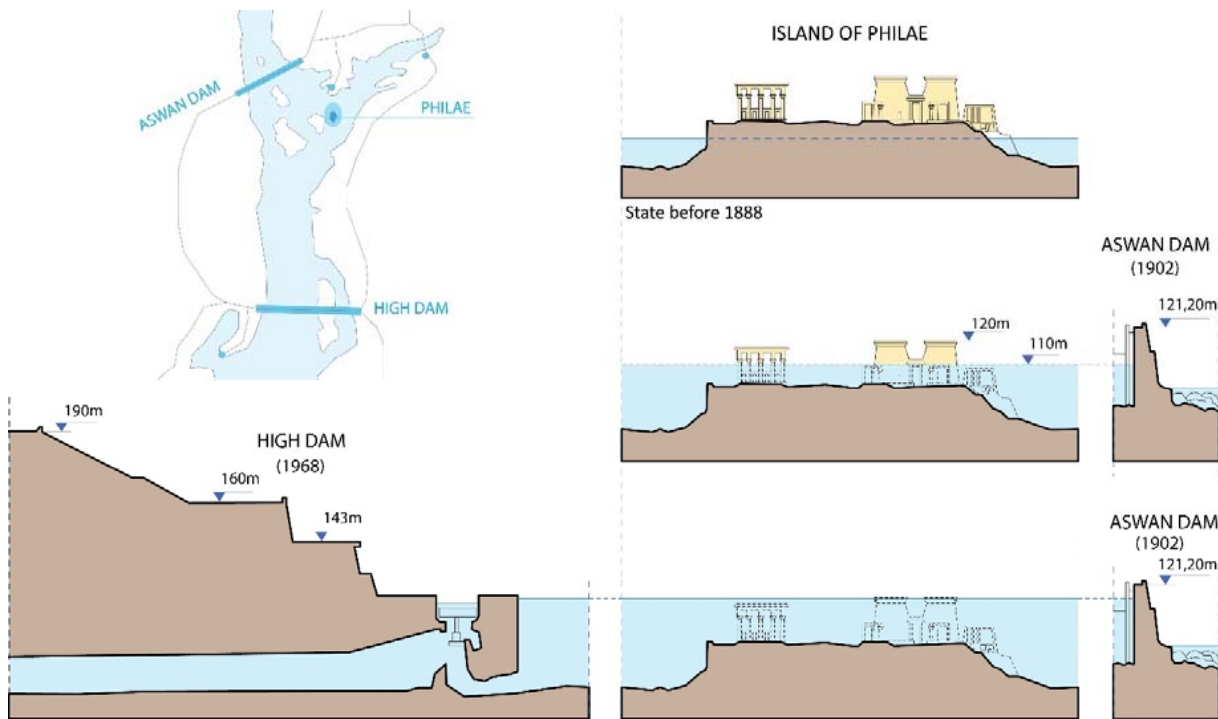 ASWAN DAM
PHILAE
HIGH DAM
ISLAND OF PHILAE
State before 1888
ASWAN DAM
(1902)
121,20m
120m
110m
190m
HIGH DAM
(1968)
160m
143m
ASWAN DAM
(1902)
121,20m